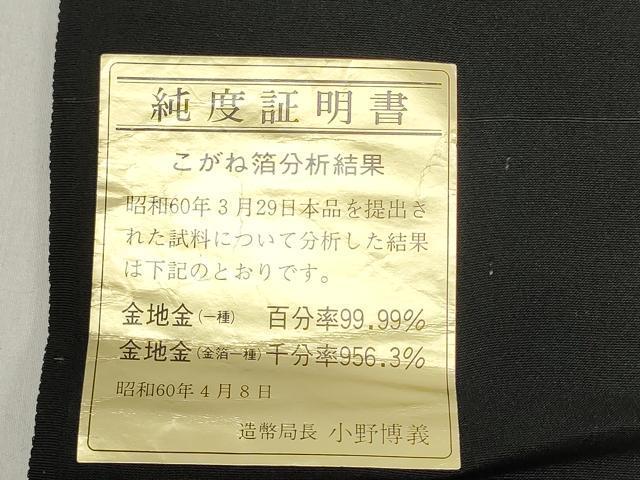 純度証明書
こがね箔分析結果
昭和60年3月29日本品を提出さ
れた試料について分析した結果
は下記のとおりです。
金地金(一種) 百分率99.99%
金地金(金箔一種)千分率956.3%
昭和60年4月8日
造幣局長 小野博義